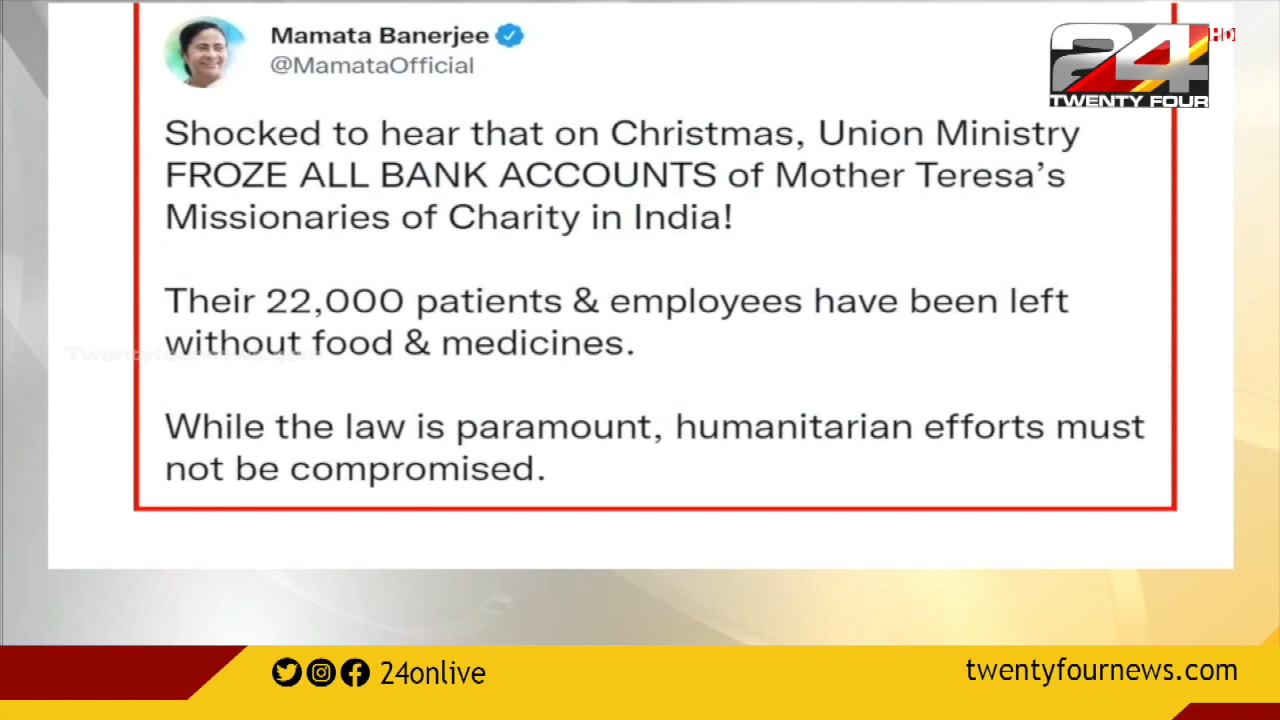 Mamata Banerjee
@MamataOfficial
24 HD
TWENTY FOUR
Shocked to hear that on Christmas, Union Ministry
FROZE ALL BANK ACCOUNTS of Mother Teresa’s
Missionaries of Charity in India!
Their 22,000 patients & employees have been left
without food & medicines.
Twentyfournews.com
While the law is paramount, humanitarian efforts must
not be compromised.
24onlive
twentyfournews.com